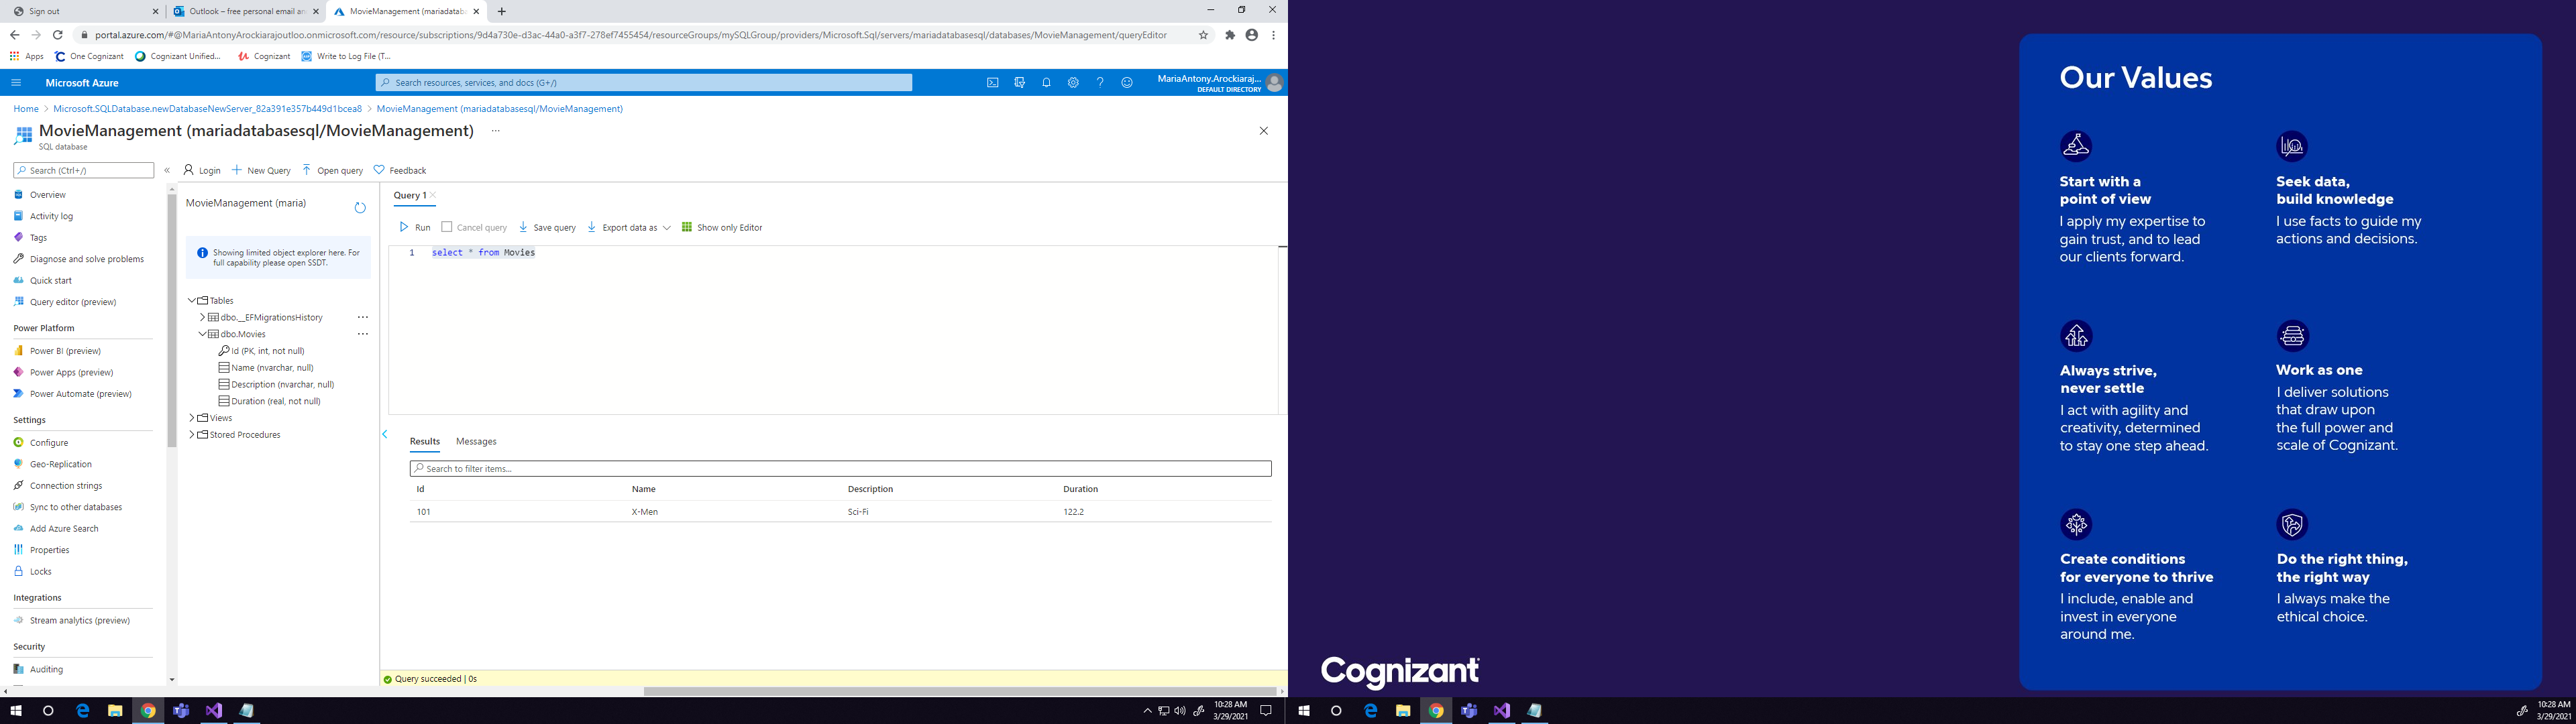 Sign out
Outlook – free personal email an
MovieManagement (mariadatab
portal.azure.com/#@MariaAntonyArockiarajoutloo.onmicrosoft.com/resource/subscriptions/9d4a730e-d3ac-44a0-a3f7-278ef7455454/resourceGroups/mySQLGroup/providers/Microsoft.Sql/servers/mariadatabasesql/databases/MovieManagement/queryEditor
Apps
One Cognizant
Cognizant Unified...
Cognizant
Write to Log File (T...
Microsoft Azure
Search resources, services, and docs (G+/)
MariaAntony.Arockiaraj...
DEFAULT DIRECTORY
Home > Microsoft.SQLDatabase.newDatabaseNewServer_82a391e357b449d1bcea8 > MovieManagement (mariadatabasesql/MovieManagement)
MovieManagement (mariadatabasesql/MovieManagement) ...
SQL database
Search (Ctrl+/)
«
Login
New Query
Open query
Feedback
Overview
Activity log
Tags
Diagnose and solve problems
Quick start
Query editor (preview)
Power Platform
Power BI (preview)
Power Apps (preview)
Power Automate (preview)
Settings
Configure
Geo-Replication
Connection strings
Sync to other databases
Add Azure Search
Properties
Locks
Integrations
Stream analytics (preview)
Security
Auditing
MovieManagement (maria)
Showing limited object explorer here. For
full capability please open SSDT.
Tables
dbo.__EFMigrationsHistory ...
dbo.Movies ...
Id (PK, int, not null)
Name (nvarchar, null)
Description (nvarchar, null)
Duration (real, not null)
Views
Stored Procedures
Query 1
Run
Cancel query
Save query
Export data as
Show only Editor
1 select * from Movies
Results
Messages
Search to filter items...
Id Name Description Duration
101 X-Men Sci-Fi 122.2
Query succeeded | 0s
10:28 AM
3/29/2021
Our Values
Start with a
point of view
I apply my expertise to
gain trust, and to lead
our clients forward.
Seek data,
build knowledge
I use facts to guide my
actions and decisions.
Always strive,
never settle
I act with agility and
creativity, determined
to stay one step ahead.
Work as one
I deliver solutions
that draw upon
the full power and
scale of Cognizant.
Create conditions
for everyone to thrive
I include, enable and
invest in everyone
around me.
Do the right thing,
the right way
I always make the
ethical choice.
Cognizant
10:28 AM
3/29/2021